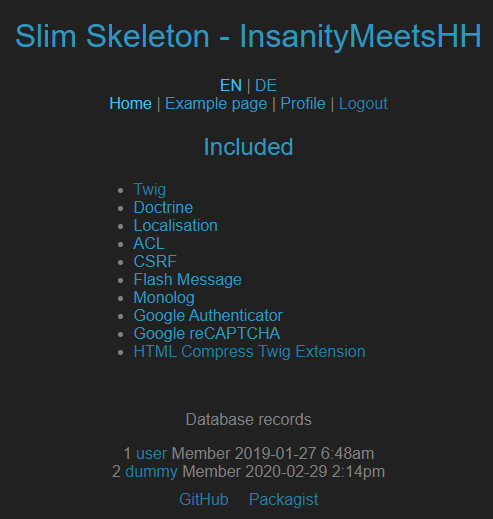 Slim Skeleton - InsanityMeetsHH
EN | DE
Home | Example page | Profile | Logout
Included
Twig
Doctrine
Localisation
ACL
CSRF
Flash Message
Monolog
Google Authenticator
Google reCAPTCHA
HTML Compress Twig Extension
Database records
1 user Member 2019-01-27 6:48am
2 dummy Member 2020-02-29 2:14pm
GitHub Packagist